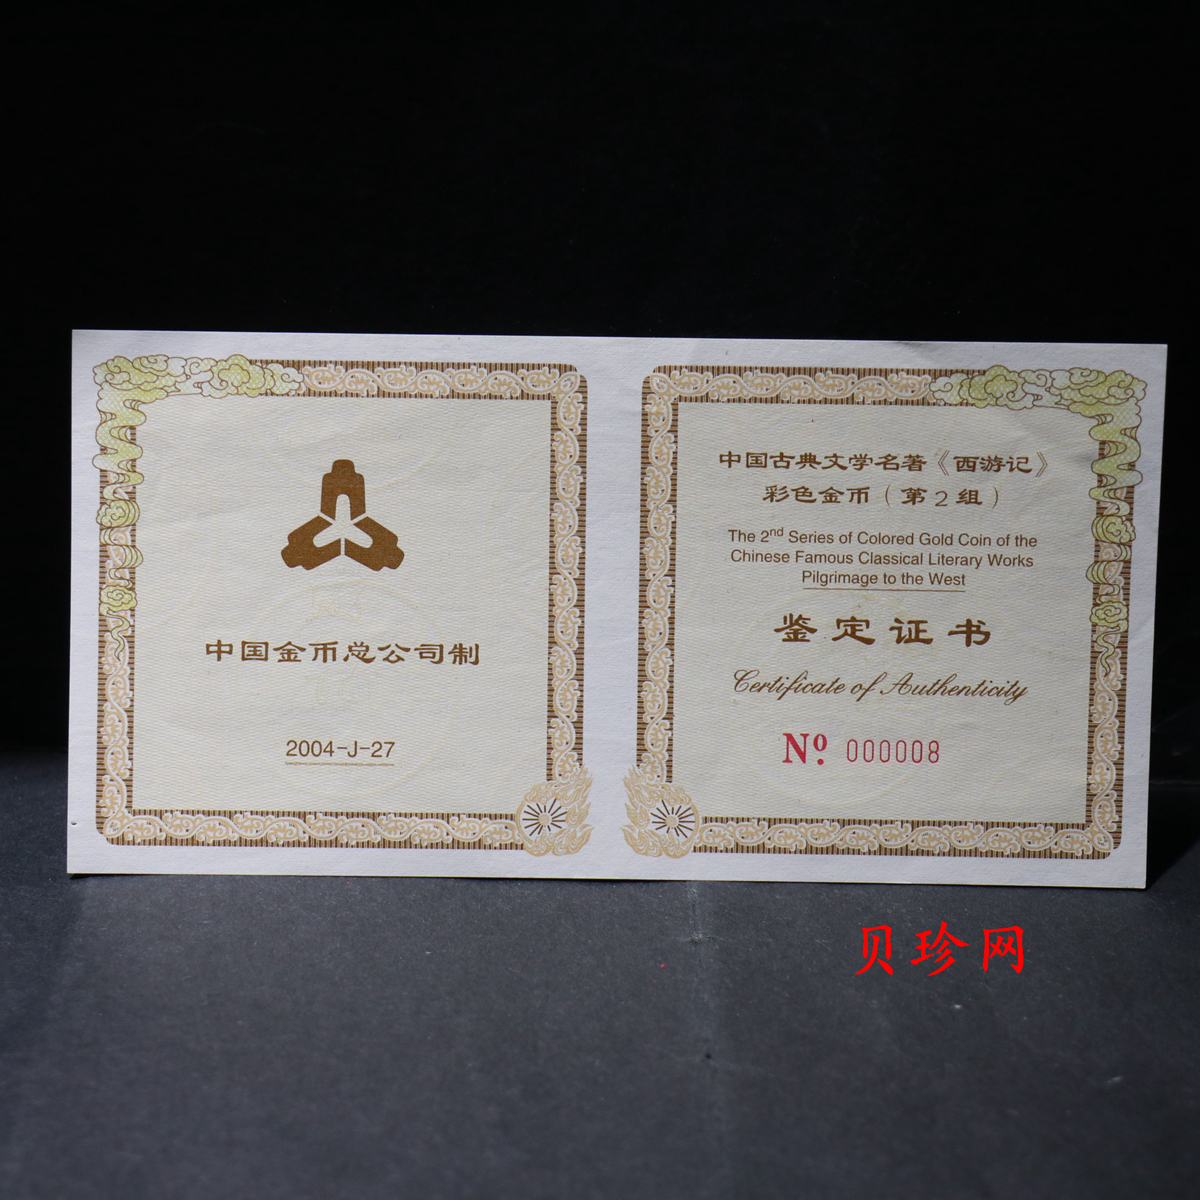 中国金币总公司制
2004-J-27
中国古典文学名著《西游记》
彩色金币（第2组）
The 2nd Series of Colored Gold Coin of the
Chinese Famous Classical Literary Works
Pilgrimage to the West
鉴定证书
Certificate of Authenticity
Nº. 000008
贝珍网